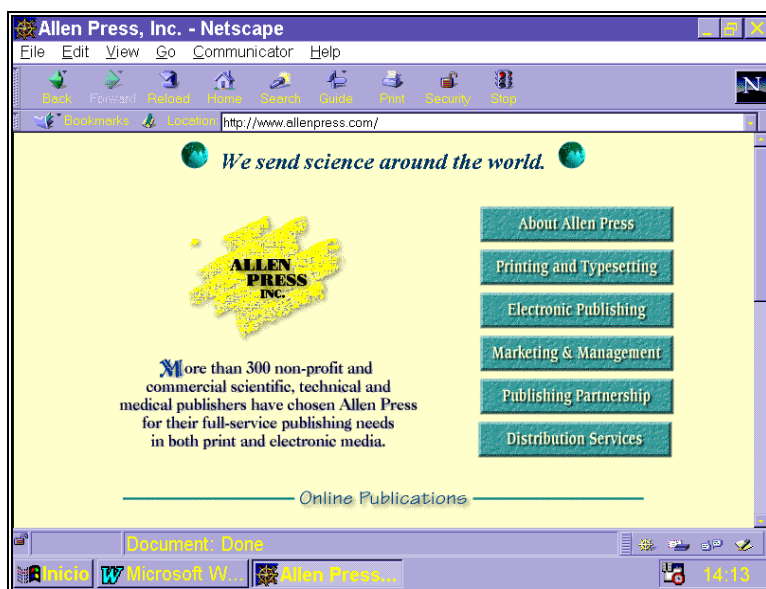 Allen Press, Inc. - Netscape
File Edit View Go Communicator Help
Back Forward Reload Home Search Guide Print Security Stop
N
Bookmarks Location: http://www.allenpress.com/
We send science around the world.
ALLEN
PRESS
INC.
About Allen Press
Printing and Typesetting
Electronic Publishing
Marketing & Management
Publishing Partnership
Distribution Services
More than 300 non-profit and
commercial scientific, technical and
medical publishers have chosen Allen Press
for their full-service publishing needs
in both print and electronic media.
Online Publications
Document: Done
Inicio Microsoft W... Allen Press... 14:13